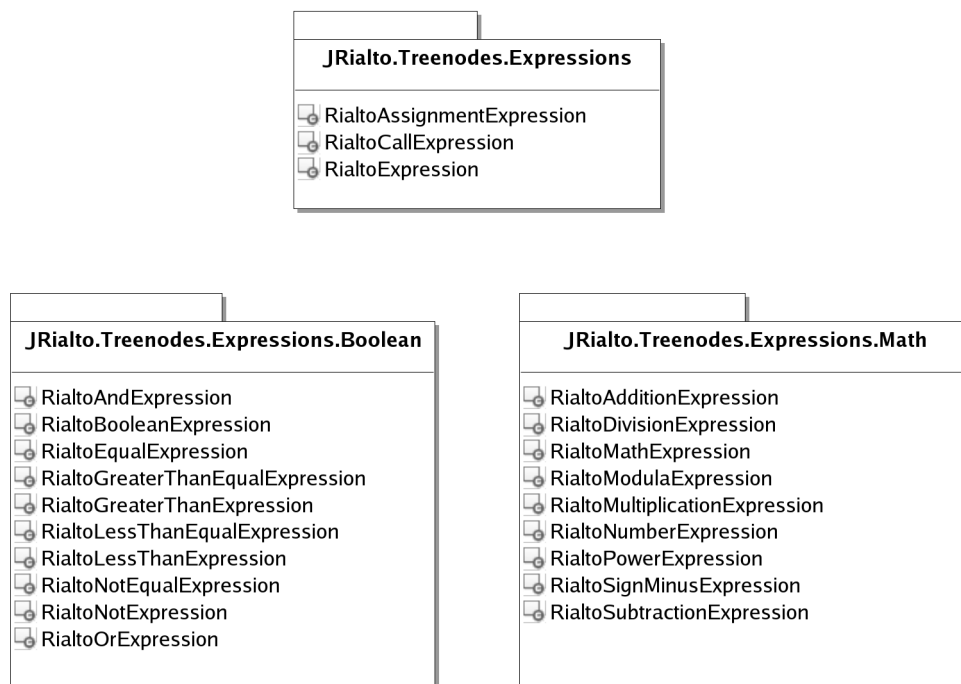 JRialto.Treenodes.Expressions
RialtoAssignmentExpression
RialtoCallExpression
RialtoExpression
JRialto.Treenodes.Expressions.Boolean
RialtoAndExpression
RialtoBooleanExpression
RialtoEqualExpression
RialtoGreaterThanEqualExpression
RialtoGreaterThanExpression
RialtoLessThanEqualExpression
RialtoLessThanExpression
RialtoNotEqualExpression
RialtoNotExpression
RialtoOrExpression
JRialto.Treenodes.Expressions.Math
RialtoAdditionExpression
RialtoDivisionExpression
RialtoMathExpression
RialtoModulaExpression
RialtoMultiplicationExpression
RialtoNumberExpression
RialtoPowerExpression
RialtoSignMinusExpression
RialtoSubtractionExpression